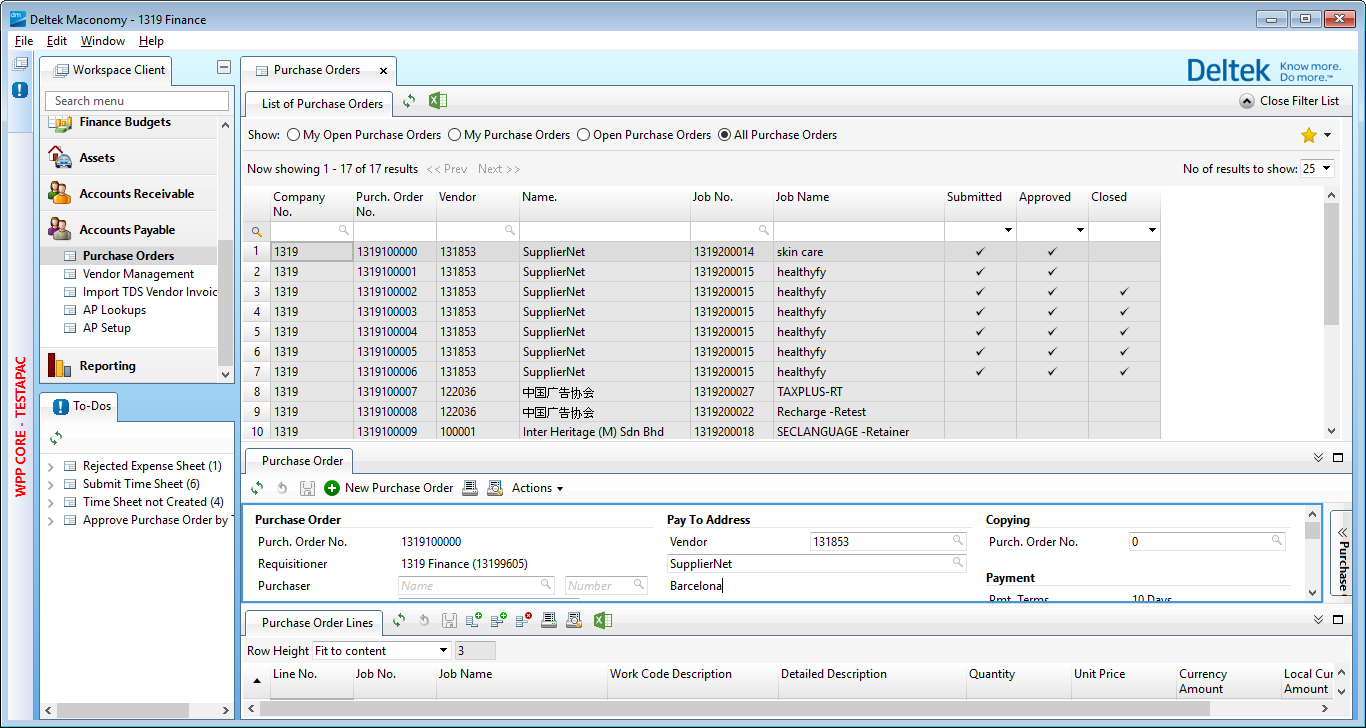 Deltek Maconomy - 1319 Finance
File Edit Window Help
WPP CORE - TESTAPAC
Workspace Client
Search menu
Finance Budgets
Assets
Accounts Receivable
Accounts Payable
Purchase Orders
Vendor Management
Import TDS Vendor Invoic
AP Lookups
AP Setup
Reporting
To-Dos
Rejected Expense Sheet (1)
Submit Time Sheet (6)
Time Sheet not Created (4)
Approve Purchase Order by
Purchase Orders
Deltek Know more.
Do more.™
List of Purchase Orders
Close Filter List
Show: My Open Purchase Orders My Purchase Orders Open Purchase Orders All Purchase Orders
Now showing 1 - 17 of 17 results << Prev Next >> No of results to show: 25
Company No. Purch. Order No. Vendor Name. Job No. Job Name Submitted Approved Closed
1 1319 1319100000 131853 SupplierNet 1319200014 skin care ✓ ✓
2 1319 1319100001 131853 SupplierNet 1319200015 healthyfy ✓ ✓
3 1319 1319100002 131853 SupplierNet 1319200015 healthyfy ✓ ✓ ✓
4 1319 1319100003 131853 SupplierNet 1319200015 healthyfy ✓ ✓ ✓
5 1319 1319100004 131853 SupplierNet 1319200015 healthyfy ✓ ✓ ✓
6 1319 1319100005 131853 SupplierNet 1319200015 healthyfy ✓ ✓ ✓
7 1319 1319100006 131853 SupplierNet 1319200015 healthyfy ✓ ✓ ✓
8 1319 1319100007 122036 中国广告协会 1319200027 TAXPLUS-RT
9 1319 1319100008 122036 中国广告协会 1319200022 Recharge -Retest
10 1319 1319100009 100001 Inter Heritage (M) Sdn Bhd 1319200018 SECLANGUAGE -Retainer
Purchase Order
New Purchase Order Actions
Purchase Order Pay To Address Copying
Purch. Order No. 1319100000 Vendor 131853 Purch. Order No. 0
Requisitioner 1319 Finance (13199605) SupplierNet
Payment
Purchaser Name Number Barcelona
Pmt. Terms 10 Days
Purchase
Purchase Order Lines
Row Height Fit to content 3
Line No. Job No. Job Name Work Code Description Detailed Description Quantity Unit Price Currency Amount Local Cur Amount